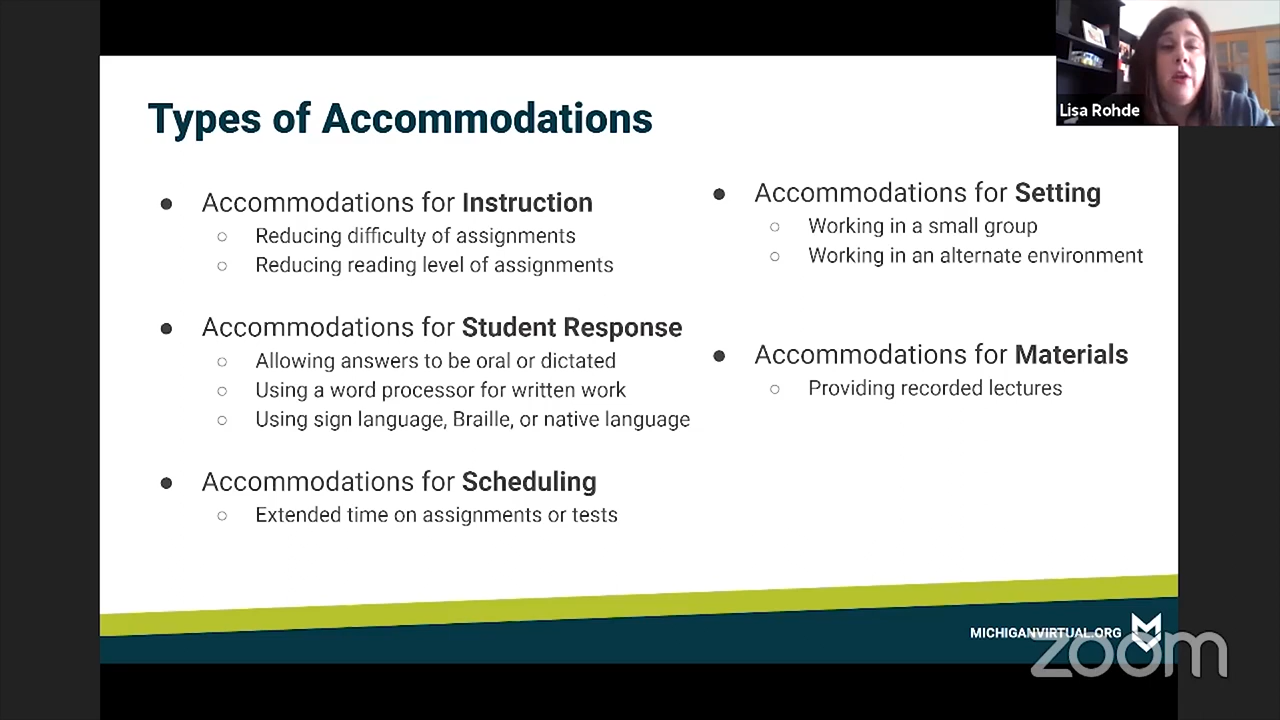 Types of Accommodations
Accommodations for Instruction
Reducing difficulty of assignments
Reducing reading level of assignments
Accommodations for Student Response
Allowing answers to be oral or dictated
Using a word processor for written work
Using sign language, Braille, or native language
Accommodations for Scheduling
Extended time on assignments or tests
Accommodations for Setting
Working in a small group
Working in an alternate environment
Accommodations for Materials
Providing recorded lectures
Lisa Rohde
MICHIGANVIRTUAL.ORG
zoom